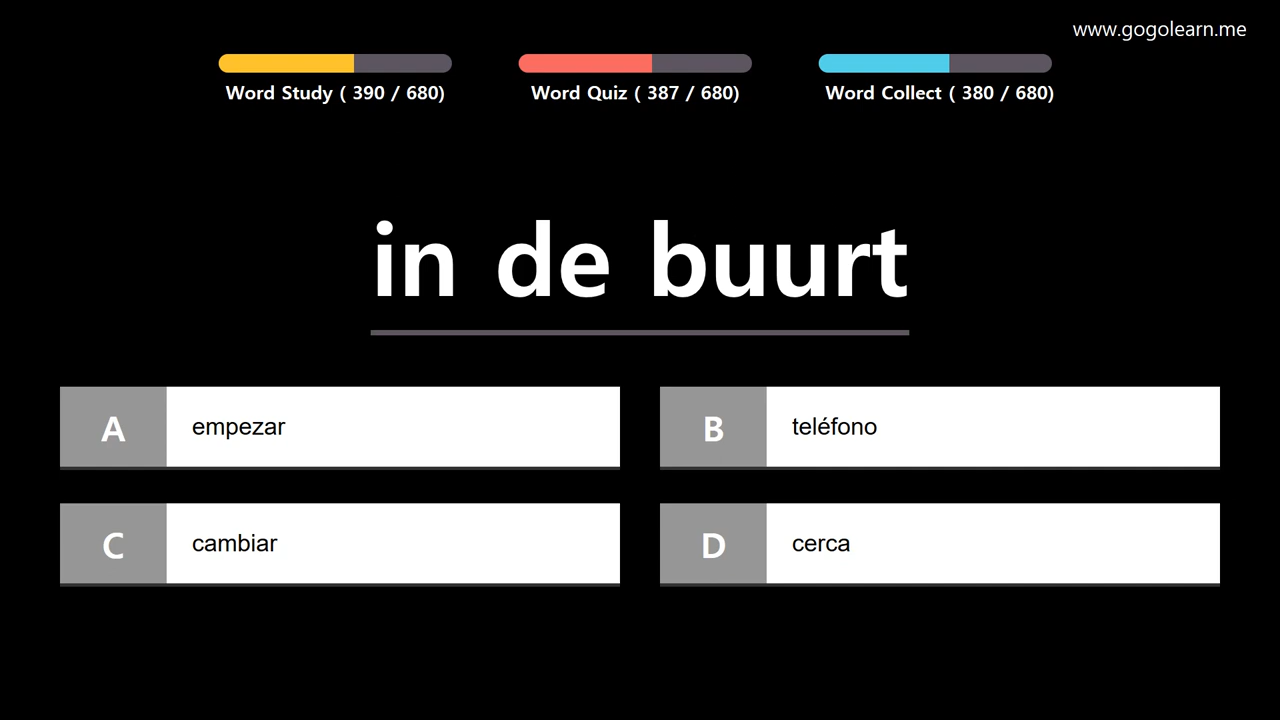 www.gogolearn.me
Word Study ( 390 / 680)
Word Quiz ( 387 / 680)
Word Collect ( 380 / 680)
in de buurt
A empezar
B teléfono
C cambiar
D cerca